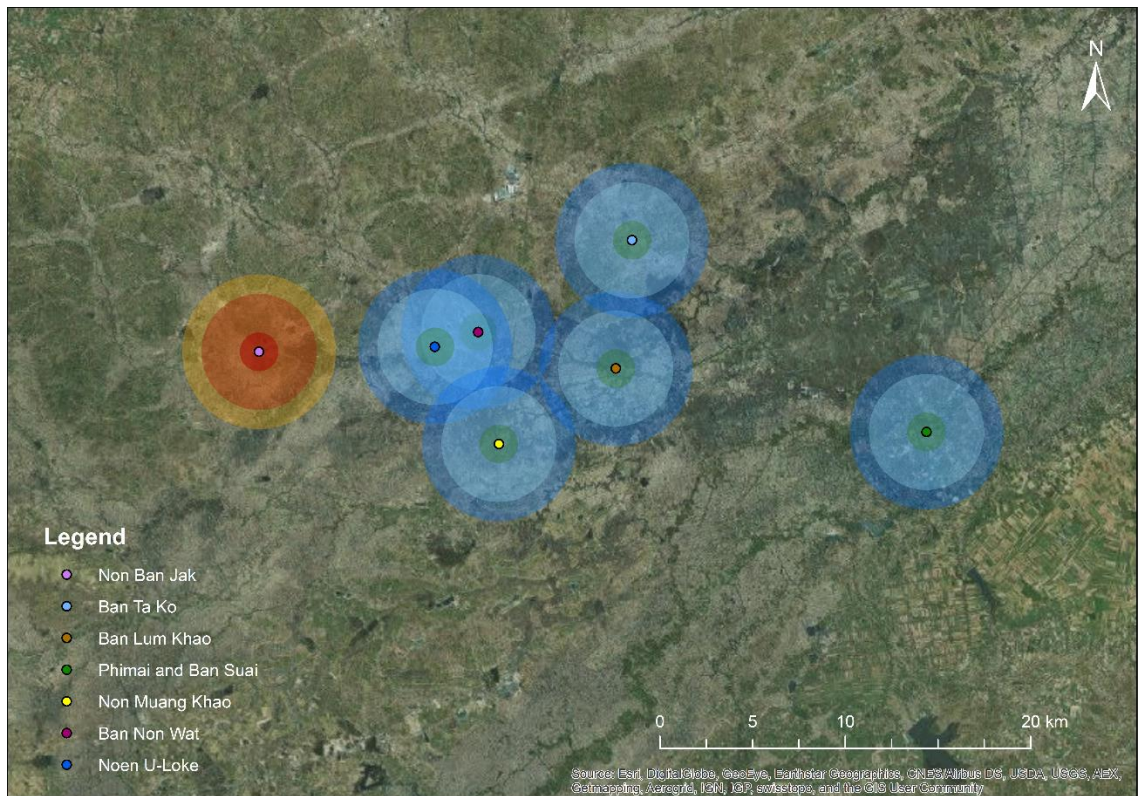 N
Legend
Non Ban Jak
Ban Ta Ko
Ban Lum Khao
Phimai and Ban Suai
Non Muang Khao
Ban Non Wat
Noen U-Loke
0 5 10 20 km
Source: Esri, DigitalGlobe, GeoEye, Earthstar Geographics, CNES/Airbus DS, USDA, USGS, AEX,
Getmapping, Aerogrid, IGN, IGP, swisstopo, and the GIS User Community